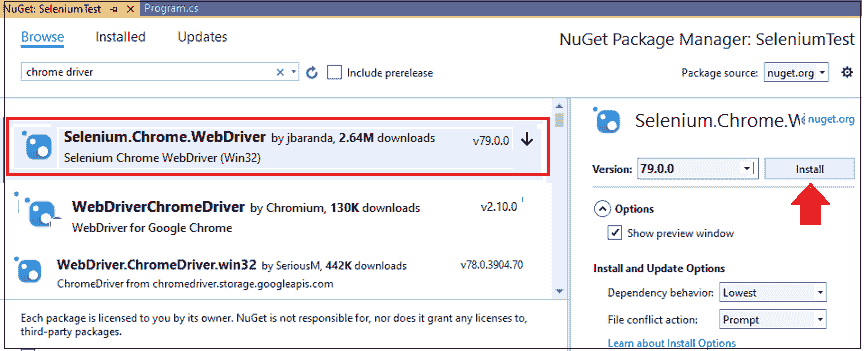 NuGet: SeleniumTest Program.cs
Browse Installed Updates
NuGet Package Manager: SeleniumTest
chrome driver
Include prerelease
Package source: nuget.org
Selenium.Chrome.WebDriver by jbaranda, 2.64M downloads v79.0.0
Selenium Chrome WebDriver (Win32)
WebDriverChromeDriver by Chromium, 130K downloads v2.10.0
WebDriver for Google Chrome
WebDriver.ChromeDriver.win32 by SeriousM, 442K downloads v78.0.3904.70
ChromeDriver from chromedriver.storage.googleapis.com
Each package is licensed to you by its owner. NuGet is not responsible, nor does it grant any licenses to,
third-party packages.
Selenium.Chrome.W nuget.org
Version: 79.0.0 Install
Options
Show preview window
Install and Update Options
Dependency behavior: Lowest
File conflict action: Prompt
Learn about Install Options